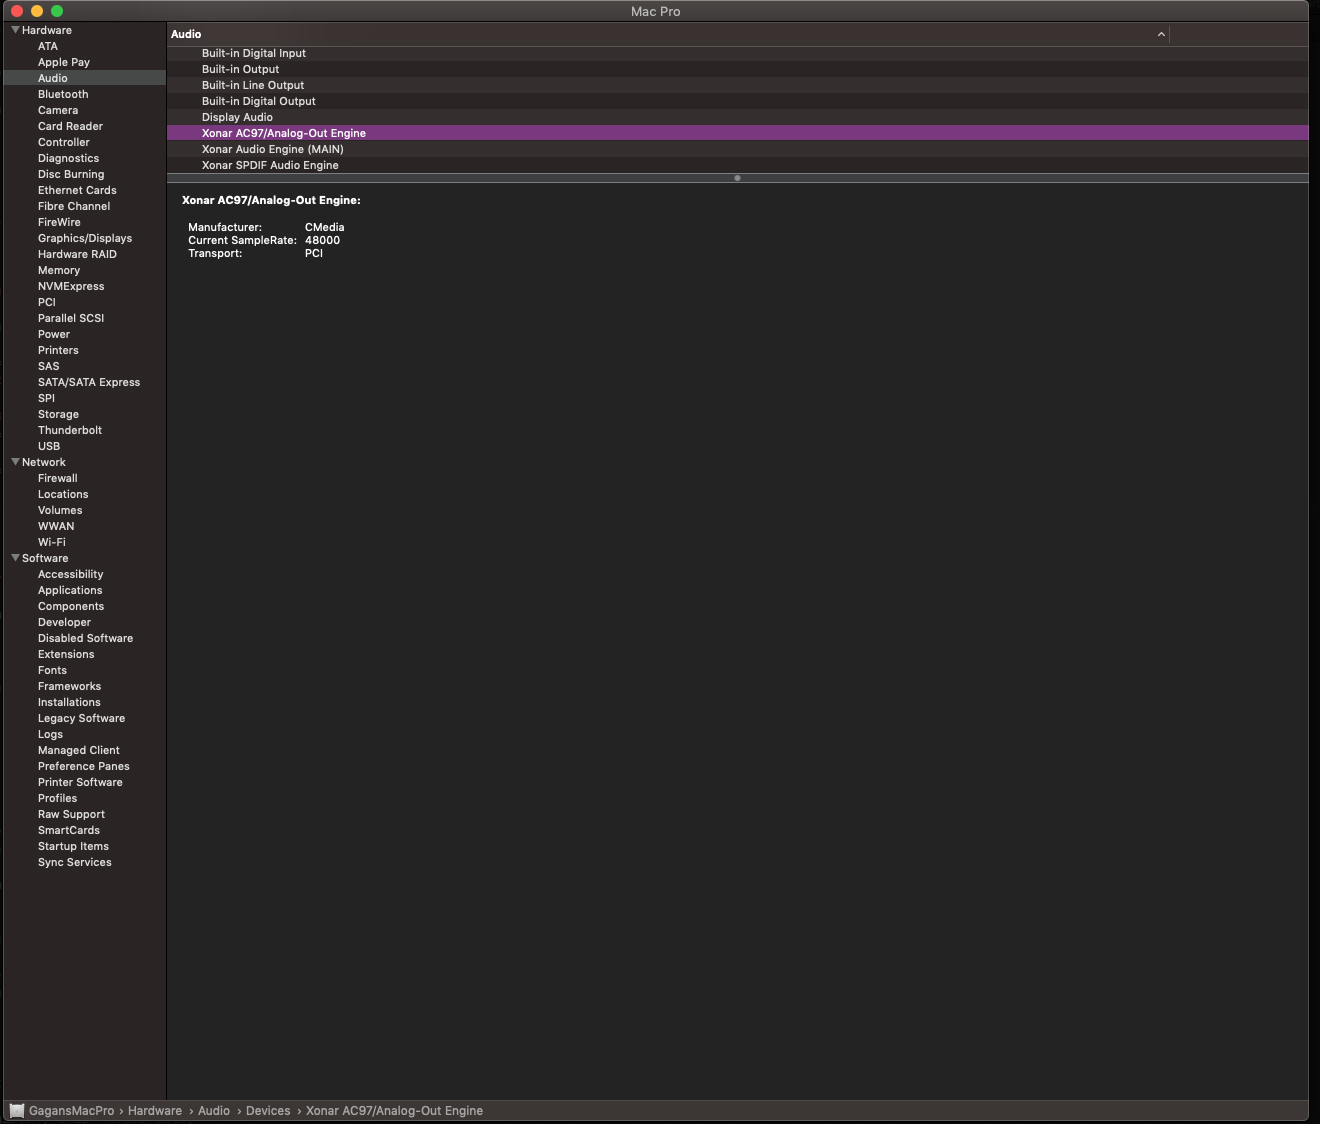 Mac Pro
Hardware
ATA
Apple Pay
Audio
Bluetooth
Camera
Card Reader
Controller
Diagnostics
Disc Burning
Ethernet Cards
Fibre Channel
FireWire
Graphics/Displays
Hardware RAID
Memory
NVMExpress
PCI
Parallel SCSI
Power
Printers
SAS
SATA/SATA Express
SPI
Storage
Thunderbolt
USB
Network
Firewall
Locations
Volumes
WWAN
Wi-Fi
Software
Accessibility
Applications
Components
Developer
Disabled Software
Extensions
Fonts
Frameworks
Installations
Legacy Software
Logs
Managed Client
Preference Panes
Printer Software
Profiles
Raw Support
SmartCards
Startup Items
Sync Services
Audio
Built-in Digital Input
Built-in Output
Built-in Line Output
Built-in Digital Output
Display Audio
Xonar AC97/Analog-Out Engine
Xonar Audio Engine (MAIN)
Xonar SPDIF Audio Engine
Xonar AC97/Analog-Out Engine:
Manufacturer: CMedia
Current SampleRate: 48000
Transport: PCI
GagansMacPro › Hardware › Audio › Devices › Xonar AC97/Analog-Out Engine